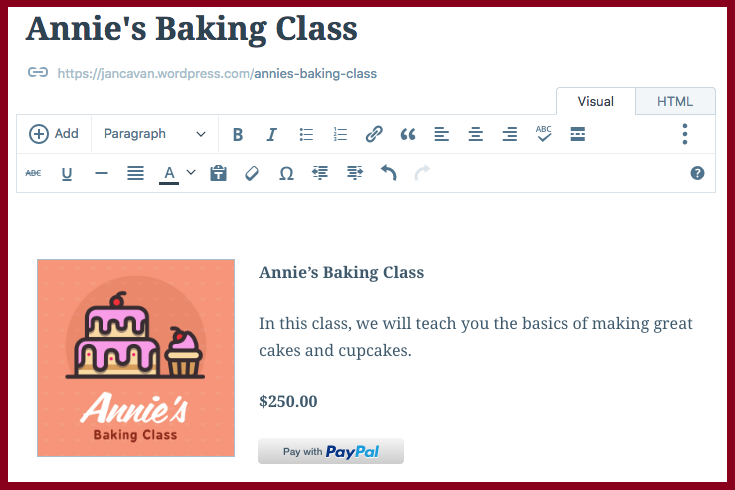 Annie's Baking Class
https://jancavan.wordpress.com/annies-baking-class
Visual HTML
Add Paragraph B I ABC
ABC U A Ω ?
Annie’s Baking Class
In this class, we will teach you the basics of making great
cakes and cupcakes.
$250.00
Pay with PayPal
Annie's
Baking Class